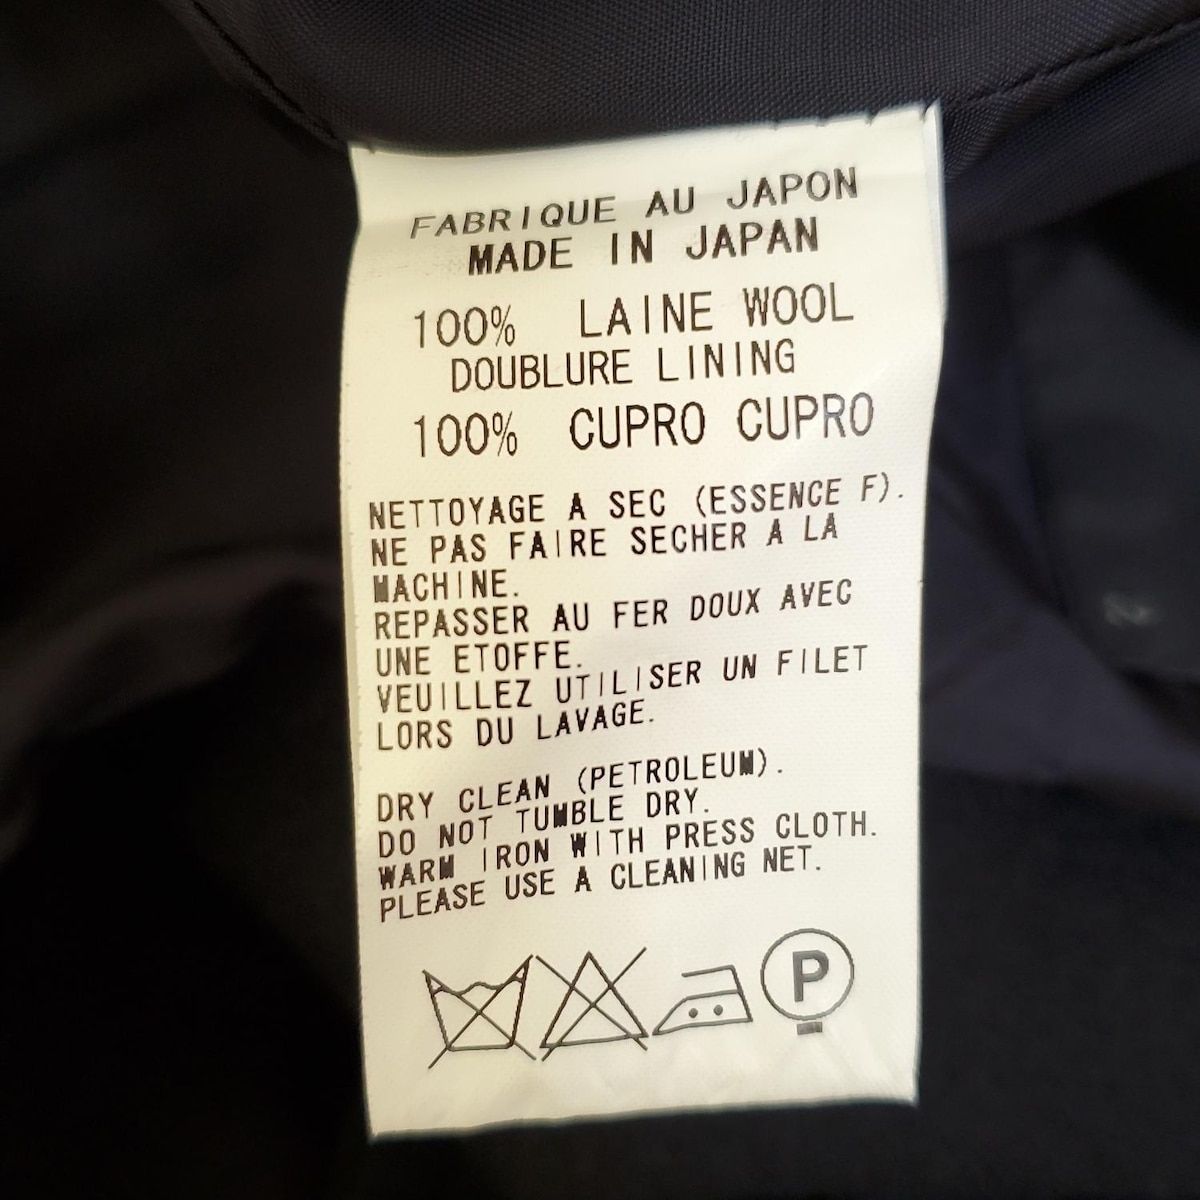 FABRIQUE AU JAPON
MADE IN JAPAN
100% LAINE WOOL
DOUBLURE LINING
100% CUPRO CUPRO
NETTOYAGE A SEC (ESSENCE F).
NE PAS FAIRE SECHER A LA
MACHINE.
REPASSER AU FER DOUX AVEC
UNE ETOFFE.
VEUILLEZ UTILISER UN FILET
LORS DU LAVAGE.
DRY CLEAN (PETROLEUM).
DO NOT TUMBLE DRY.
WARM IRON WITH PRESS CLOTH.
PLEASE USE A CLEANING NET.
P